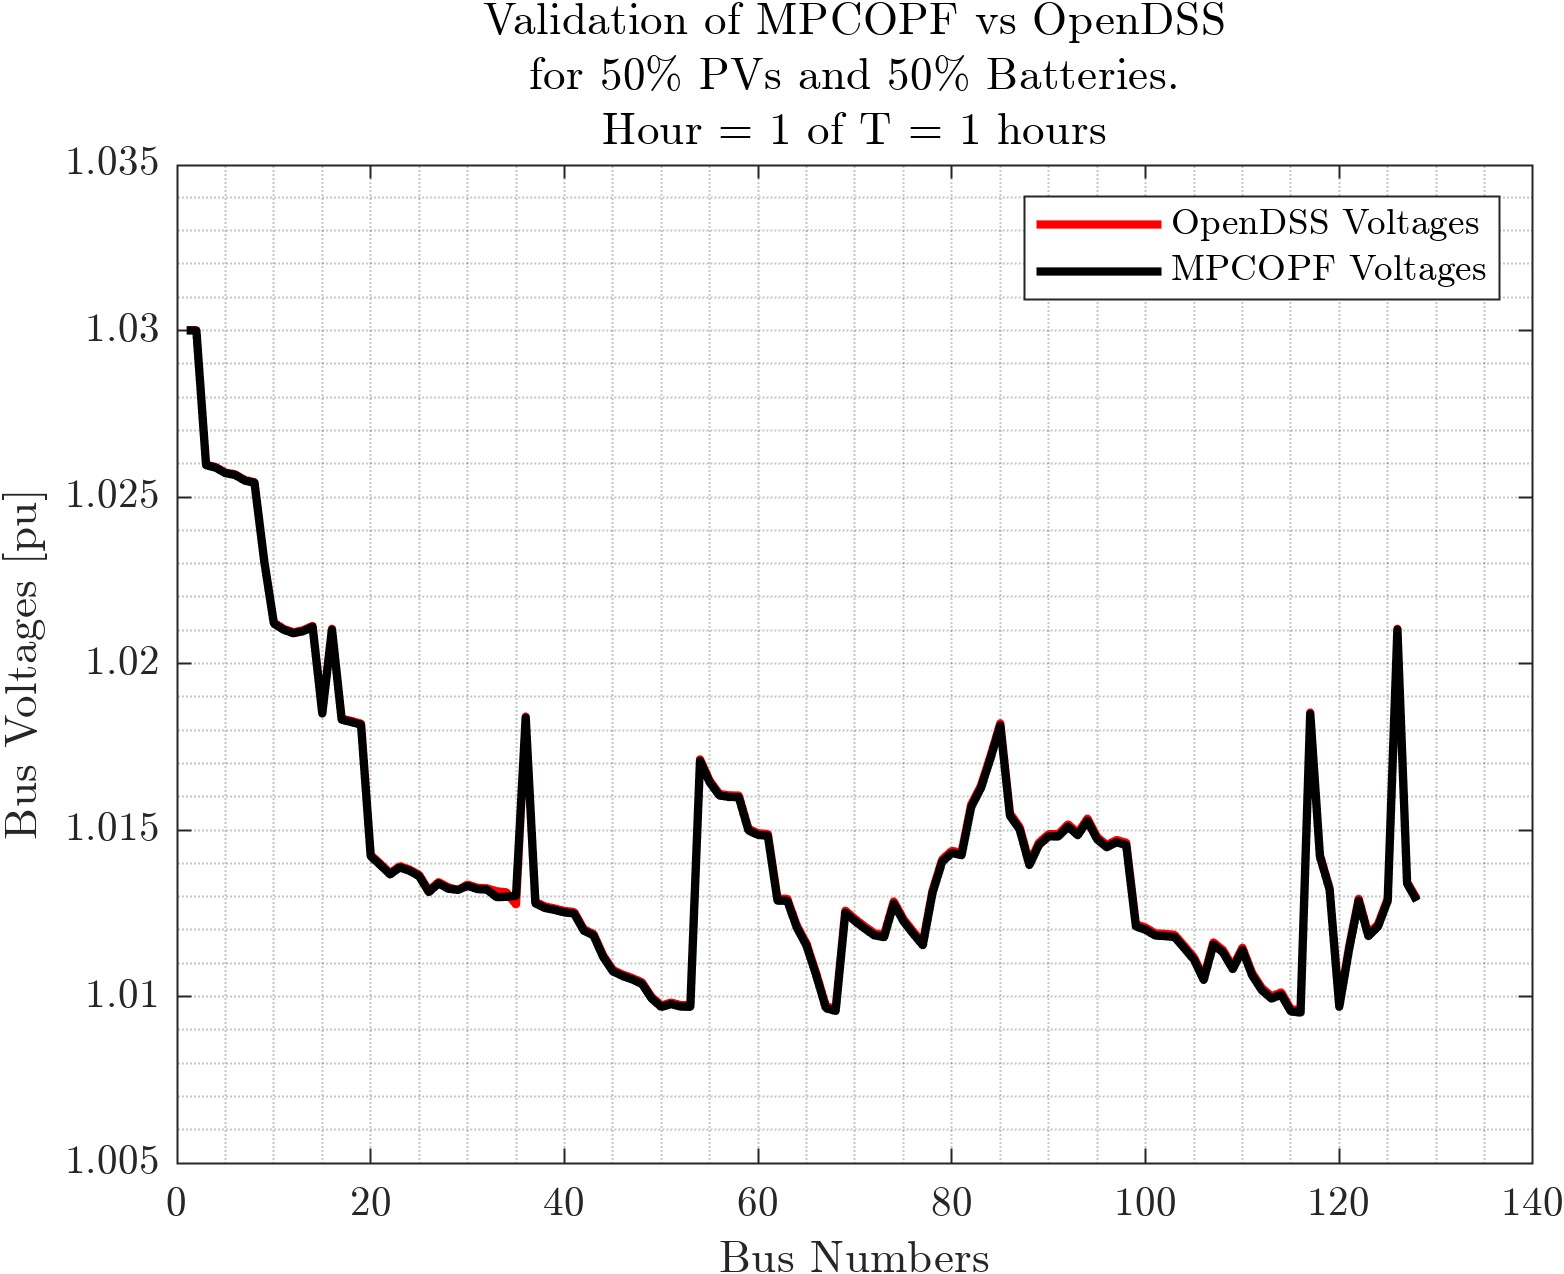 Validation of MPCOPF vs OpenDSS
for 50% PVs and 50% Batteries.
Hour = 1 of T = 1 hours
OpenDSS Voltages
MPCOPF Voltages
Bus Voltages [pu]
1.035
1.03
1.025
1.02
1.015
1.01
1.005
0 20 40 60 80 100 120 140
Bus Numbers